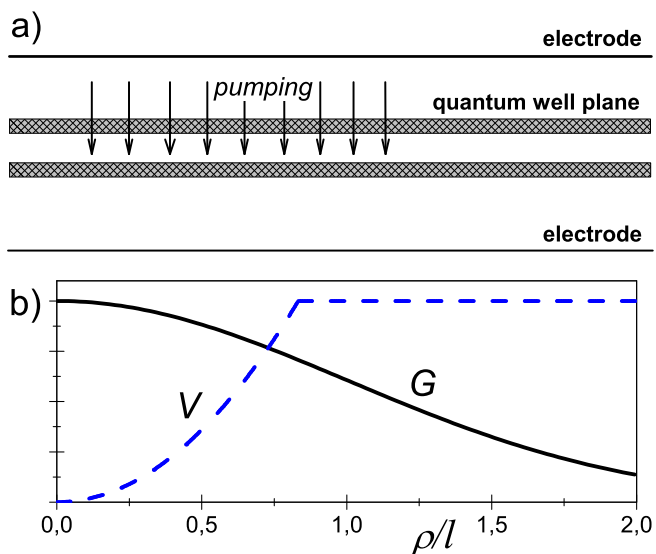 a)
electrode
pumping
quantum well plane
electrode
b)
V
G
0,0 0,5 1,0 1,5 2,0
ρ/l